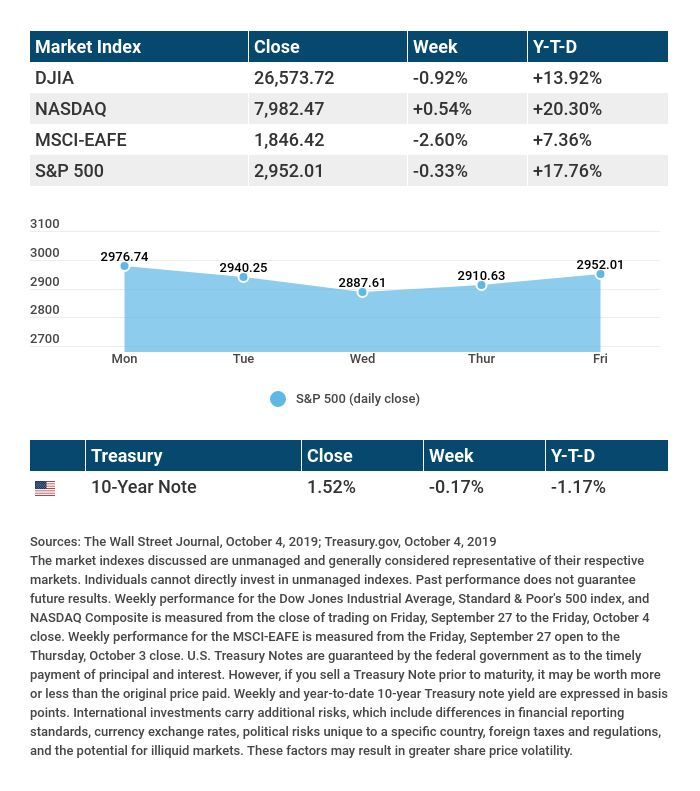 Market Index Close Week Y-T-D
DJIA 26,573.72 -0.92% +13.92%
NASDAQ 7,982.47 +0.54% +20.30%
MSCI-EAFE 1,846.42 -2.60% +7.36%
S&P 500 2,952.01 -0.33% +17.76%
3100
3000
2900
2800
2700
2976.74 2940.25 2887.61 2910.63 2952.01
Mon Tue Wed Thur Fri
S&P 500 (daily close)
Treasury Close Week Y-T-D
10-Year Note 1.52% -0.17% -1.17%
Sources: The Wall Street Journal, October 4, 2019; Treasury.gov, October 4, 2019
The market indexes discussed are unmanaged and generally considered representative of their respective
markets. Individuals cannot directly invest in unmanaged indexes. Past performance does not guarantee
future results. Weekly performance for the Dow Jones Industrial Average, Standard & Poor's 500 index, and
NASDAQ Composite is measured from the close of trading on Friday, September 27 to the Friday, October 4
close. Weekly performance for the MSCI-EAFE is measured from the Friday, September 27 open to the
Thursday, October 3 close. U.S. Treasury Notes are guaranteed by the federal government as to the timely
payment of principal and interest. However, if you sell a Treasury Note prior to maturity, it may be worth more
or less than the original price paid. Weekly and year-to-date 10-year Treasury note yield are expressed in basis
points. International investments carry additional risks, which include differences in financial reporting
standards, currency exchange rates, political risks unique to a specific country, foreign taxes and regulations,
and the potential for illiquid markets. These factors may result in greater share price volatility.